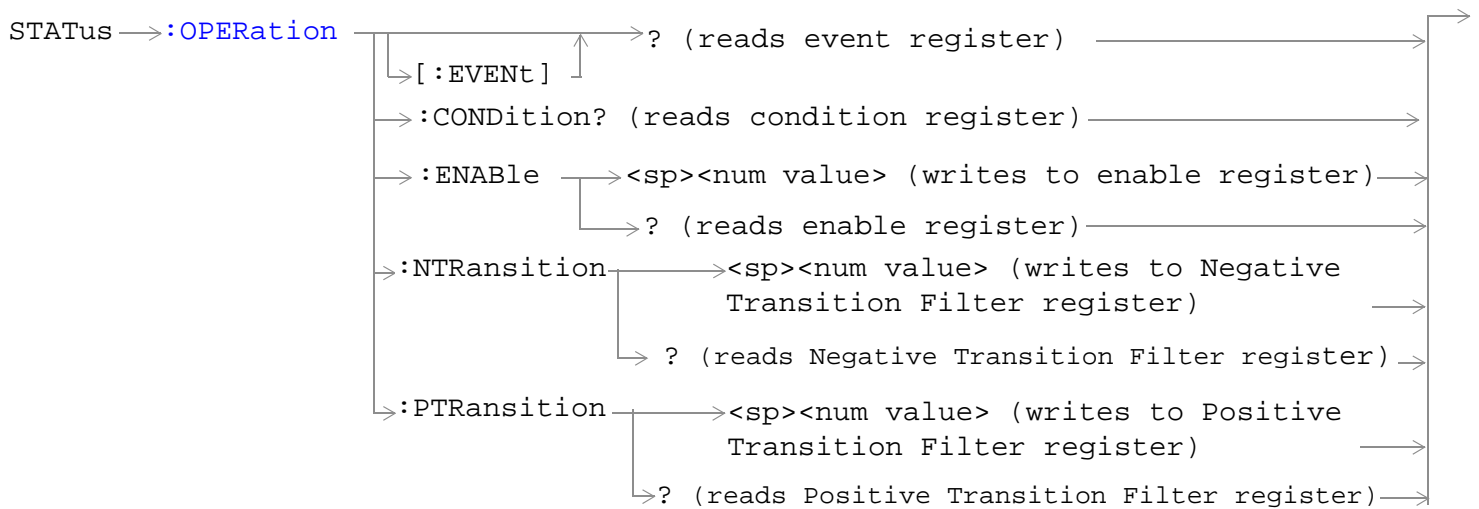 STATus :OPERation ? (reads event register)
[:EVENt]
:CONDition? (reads condition register)
:ENABle <sp><num value> (writes to enable register)
? (reads enable register)
:NTRansition <sp><num value> (writes to Negative
Transition Filter register)
? (reads Negative Transition Filter register)
:PTRansition <sp><num value> (writes to Positive
Transition Filter register)
? (reads Positive Transition Filter register)